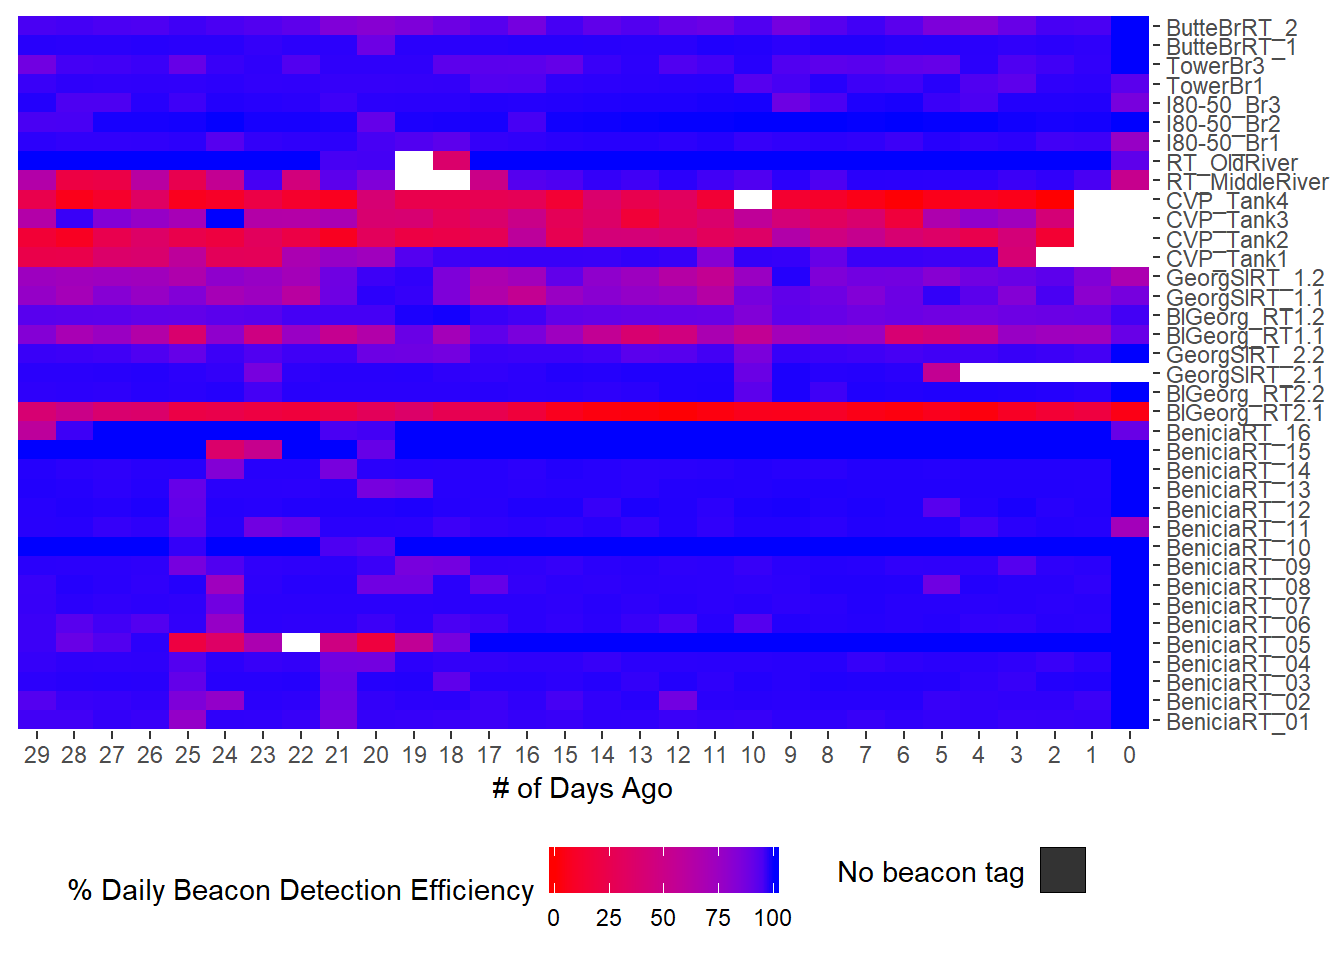 ButteBrRT_2
ButteBrRT_1
TowerBr3
TowerBr1
I80-50_Br3
I80-50_Br2
I80-50_Br1
RT_OldRiver
RT_MiddleRiver
CVP_Tank4
CVP_Tank3
CVP_Tank2
CVP_Tank1
GeorgSlRT_1.2
GeorgSlRT_1.1
BlGeorg_RT1.2
BlGeorg_RT1.1
GeorgSlRT_2.2
GeorgSlRT_2.1
BlGeorg_RT2.2
BlGeorg_RT2.1
BeniciaRT_16
BeniciaRT_15
BeniciaRT_14
BeniciaRT_13
BeniciaRT_12
BeniciaRT_11
BeniciaRT_10
BeniciaRT_09
BeniciaRT_08
BeniciaRT_07
BeniciaRT_06
BeniciaRT_05
BeniciaRT_04
BeniciaRT_03
BeniciaRT_02
BeniciaRT_01
29 28 27 26 25 24 23 22 21 20 19 18 17 16 15 14 13 12 11 10 9 8 7 6 5 4 3 2 1 0
# of Days Ago
% Daily Beacon Detection Efficiency
0 25 50 75 100
No beacon tag